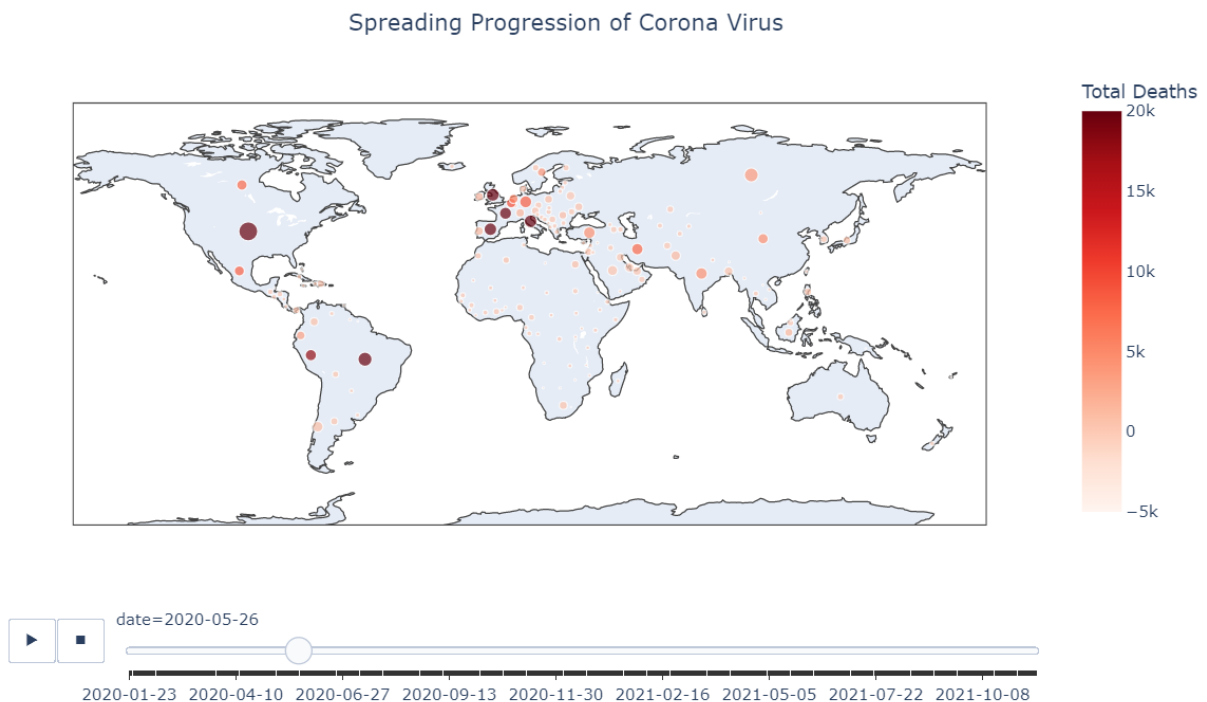 Spreading Progression of Corona Virus
Total Deaths
20k
15k
10k
5k
0
−5k
date=2020-05-26
2020-01-23 2020-04-10 2020-06-27 2020-09-13 2020-11-30 2021-02-16 2021-05-05 2021-07-22 2021-10-08